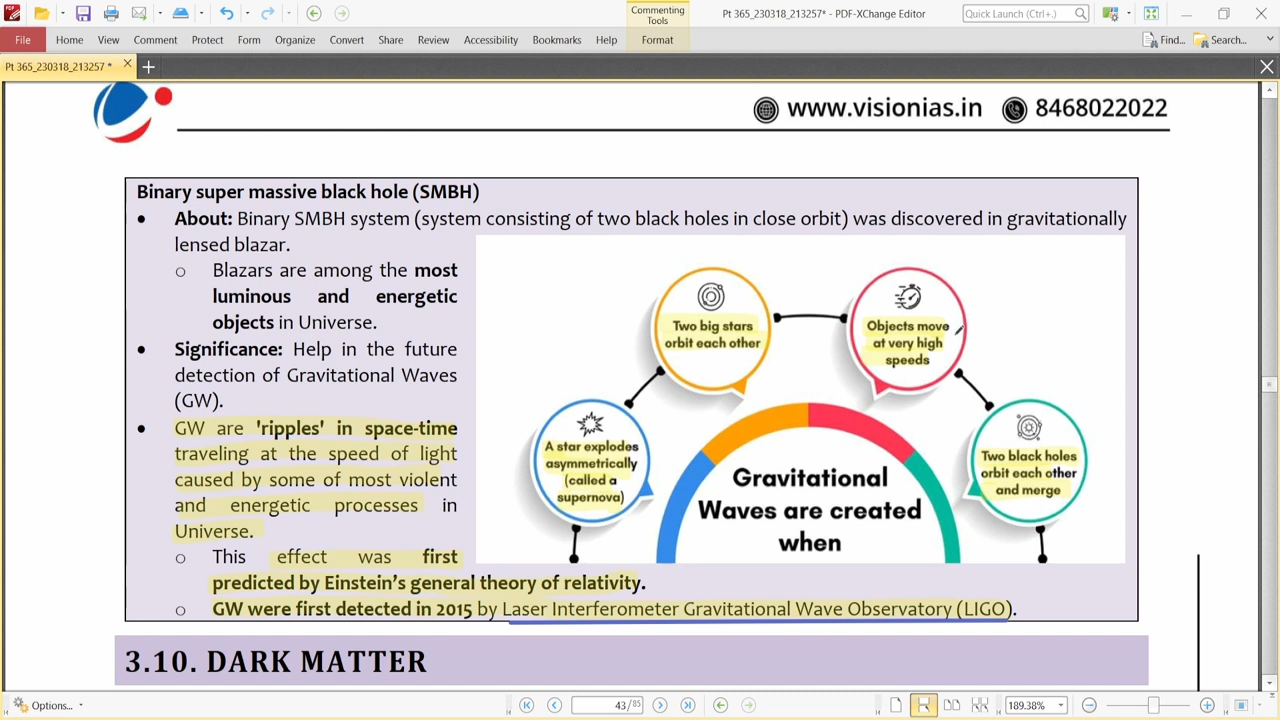 Commenting
Tools
Pt 365_230318_213257* - PDF-XChange Editor
Quick Launch (Ctrl+.)
File Home View Comment Protect Form Organize Convert Share Review Accessibility Bookmarks Help Format
Find... Search...
Pt 365_230318_213257 *
www.visionias.in 8468022022
Binary super massive black hole (SMBH)
• About: Binary SMBH system (system consisting of two black holes in close orbit) was discovered in gravitationally
lensed blazar.
o Blazars are among the most
luminous and energetic
objects in Universe.
• Significance: Help in the future
detection of Gravitational Waves
(GW).
• GW are 'ripples' in space-time
traveling at the speed of light
caused by some of most violent
and energetic processes in
Universe.
o This effect was first
predicted by Einstein's general theory of relativity.
o GW were first detected in 2015 by Laser Interferometer Gravitational Wave Observatory (LIGO).
A star explodes
asymmetrically
(called a
supernova)
Two big stars
orbit each other
Objects move
at very high
speeds
Two black holes
orbit each other
and merge
Gravitational
Waves are created
when
3.10. DARK MATTER
Options...
43 /85
189.38%